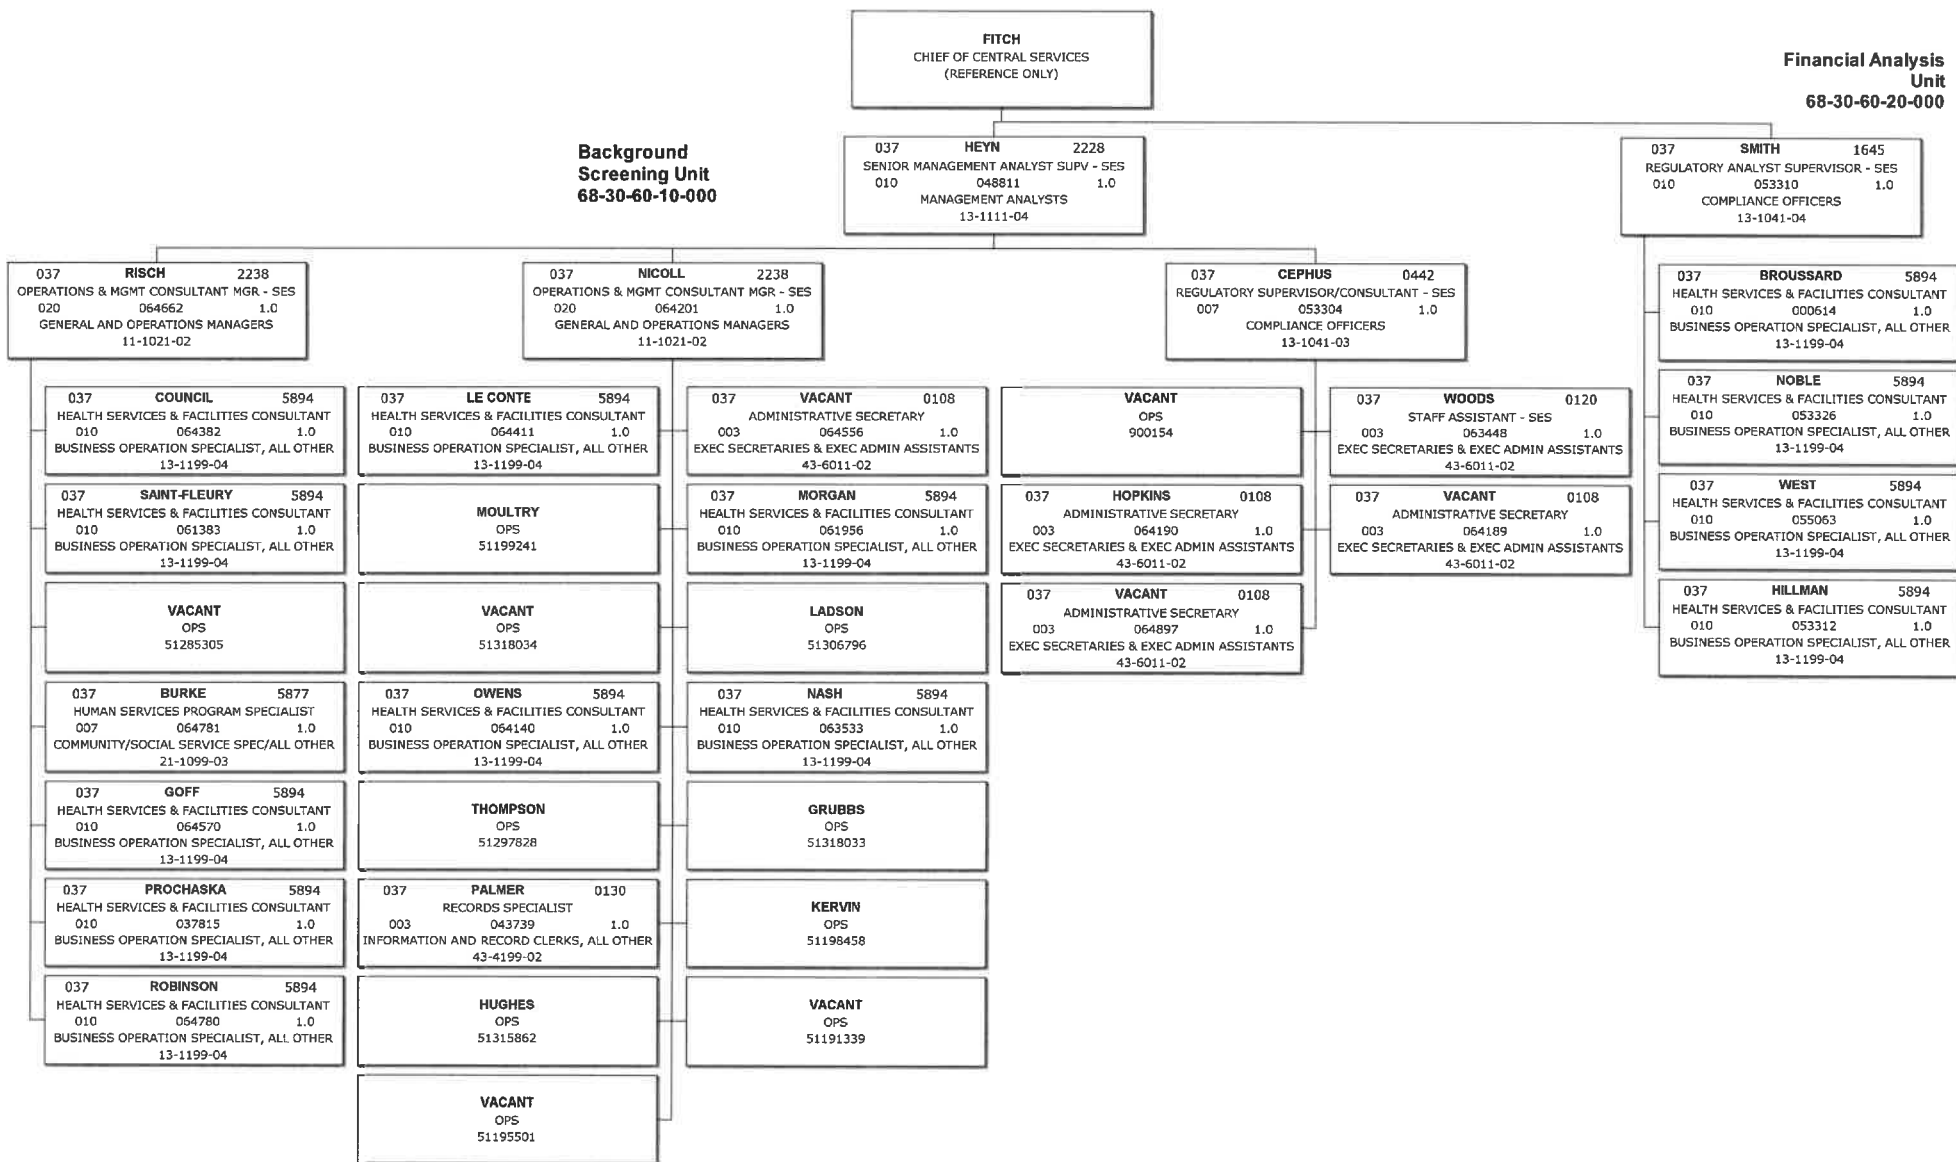 FITCH
CHIEF OF CENTRAL SERVICES
(REFERENCE ONLY)
Financial Analysis
Unit
68-30-60-20-000
Background
Screening Unit
68-30-60-10-000
037 HEYN 2228
SENIOR MANAGEMENT ANALYST SUPV - SES
010 048811 1.0
MANAGEMENT ANALYSTS
13-1111-04
037 SMITH 1645
REGULATORY ANALYST SUPERVISOR - SES
010 053310 1.0
COMPLIANCE OFFICERS
13-1041-04
037 RISCH 2238
OPERATIONS & MGMT CONSULTANT MGR - SES
020 064662 1.0
GENERAL AND OPERATIONS MANAGERS
11-1021-02
037 NICOLL 2238
OPERATIONS & MGMT CONSULTANT MGR - SES
020 064201 1.0
GENERAL AND OPERATIONS MANAGERS
11-1021-02
037 CEPHUS 0442
REGULATORY SUPERVISOR/CONSULTANT - SES
007 053304 1.0
COMPLIANCE OFFICERS
13-1041-03
037 COUNCIL 5894
HEALTH SERVICES & FACILITIES CONSULTANT
010 064382 1.0
BUSINESS OPERATION SPECIALIST, ALL OTHER
13-1199-04
037 SAINT-FLEURY 5894
HEALTH SERVICES & FACILITIES CONSULTANT
010 061383 1.0
BUSINESS OPERATION SPECIALIST, ALL OTHER
13-1199-04
VACANT
OPS
51285305
037 BURKE 5877
HUMAN SERVICES PROGRAM SPECIALIST
007 064781 1.0
COMMUNITY/SOCIAL SERVICE SPEC/ALL OTHER
21-1099-03
037 GOFF 5894
HEALTH SERVICES & FACILITIES CONSULTANT
010 064570 1.0
BUSINESS OPERATION SPECIALIST, ALL OTHER
13-1199-04
037 PROCHASKA 5894
HEALTH SERVICES & FACILITIES CONSULTANT
010 037815 1.0
BUSINESS OPERATION SPECIALIST, ALL OTHER
13-1199-04
037 ROBINSON 5894
HEALTH SERVICES & FACILITIES CONSULTANT
010 064780 1.0
BUSINESS OPERATION SPECIALIST, ALL OTHER
13-1199-04
037 LE CONTE 5894
HEALTH SERVICES & FACILITIES CONSULTANT
010 064411 1.0
BUSINESS OPERATION SPECIALIST, ALL OTHER
13-1199-04
MOULTRY
OPS
51199241
VACANT
OPS
51318034
037 OWENS 5894
HEALTH SERVICES & FACILITIES CONSULTANT
010 064140 1.0
BUSINESS OPERATION SPECIALIST, ALL OTHER
13-1199-04
THOMPSON
OPS
51297828
037 PALMER 0130
RECORDS SPECIALIST
003 043739 1.0
INFORMATION AND RECORD CLERKS, ALL OTHER
43-4199-02
HUGHES
OPS
51315862
VACANT
OPS
51195501
037 VACANT 0108
ADMINISTRATIVE SECRETARY
003 064556 1.0
EXEC SECRETARIES & EXEC ADMIN ASSISTANTS
43-6011-02
037 MORGAN 5894
HEALTH SERVICES & FACILITIES CONSULTANT
010 061956 1.0
BUSINESS OPERATION SPECIALIST, ALL OTHER
13-1199-04
LADSON
OPS
51306796
037 NASH 5894
HEALTH SERVICES & FACILITIES CONSULTANT
010 063533 1.0
BUSINESS OPERATION SPECIALIST, ALL OTHER
13-1199-04
GRUBBS
OPS
51318033
KERVIN
OPS
51198458
VACANT
OPS
51191339
VACANT
OPS
900154
037 HOPKINS 0108
ADMINISTRATIVE SECRETARY
003 064190 1.0
EXEC SECRETARIES & EXEC ADMIN ASSISTANTS
43-6011-02
037 VACANT 0108
ADMINISTRATIVE SECRETARY
003 064897 1.0
EXEC SECRETARIES & EXEC ADMIN ASSISTANTS
43-6011-02
037 WOODS 0120
STAFF ASSISTANT - SES
003 063448 1.0
EXEC SECRETARIES & EXEC ADMIN ASSISTANTS
43-6011-02
037 VACANT 0108
ADMINISTRATIVE SECRETARY
003 064189 1.0
EXEC SECRETARIES & EXEC ADMIN ASSISTANTS
43-6011-02
037 BROUSSARD 5894
HEALTH SERVICES & FACILITIES CONSULTANT
010 000614 1.0
BUSINESS OPERATION SPECIALIST, ALL OTHER
13-1199-04
037 NOBLE 5894
HEALTH SERVICES & FACILITIES CONSULTANT
010 053326 1.0
BUSINESS OPERATION SPECIALIST, ALL OTHER
13-1199-04
037 WEST 5894
HEALTH SERVICES & FACILITIES CONSULTANT
010 055063 1.0
BUSINESS OPERATION SPECIALIST, ALL OTHER
13-1199-04
037 HILLMAN 5894
HEALTH SERVICES & FACILITIES CONSULTANT
010 053312 1.0
BUSINESS OPERATION SPECIALIST, ALL OTHER
13-1199-04